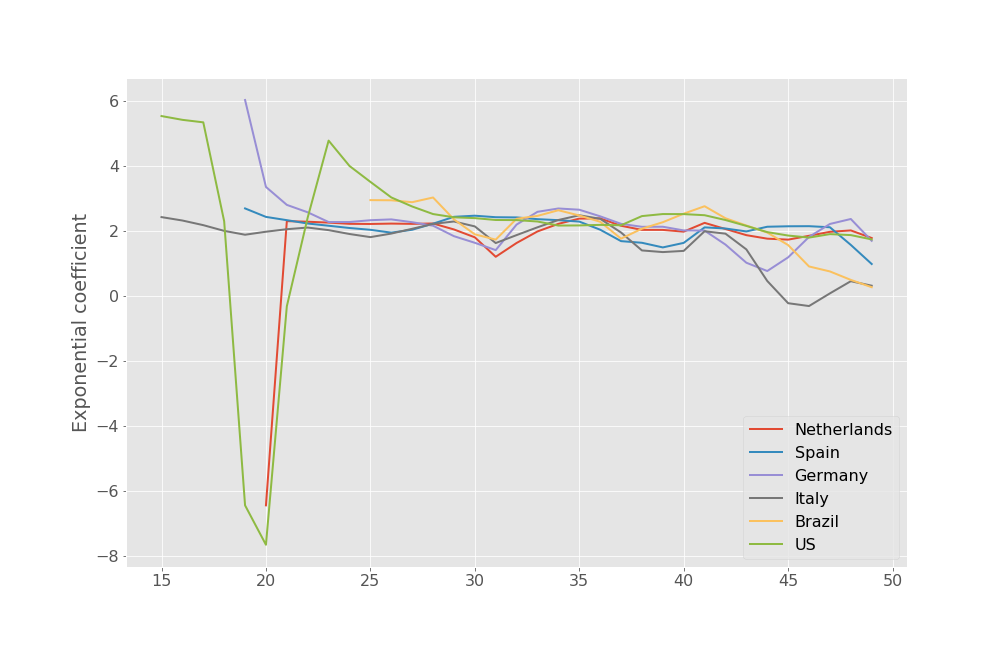 Exponential coefficient
6
4
2
0
−2
−4
−6
−8
15 20 25 30 35 40 45 50
Netherlands
Spain
Germany
Italy
Brazil
US